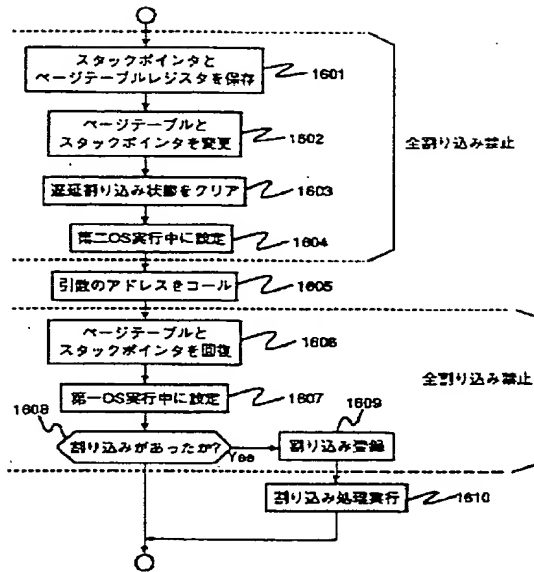 スタックポインタと
ページテーブルレジスタを保存
1601
ページテーブルと
スタックポインタを変更
1602
全割り込み禁止
遅延割り込み状態をクリア
1603
第二OS実行中に設定
1604
引数のアドレスをコール
1605
ページテーブルと
スタックポインタを回復
1606
全割り込み禁止
第一OS実行中に設定
1607
1608
割り込みがあったか?
Yes
1609
割り込み登録
割り込み処理実行
1610